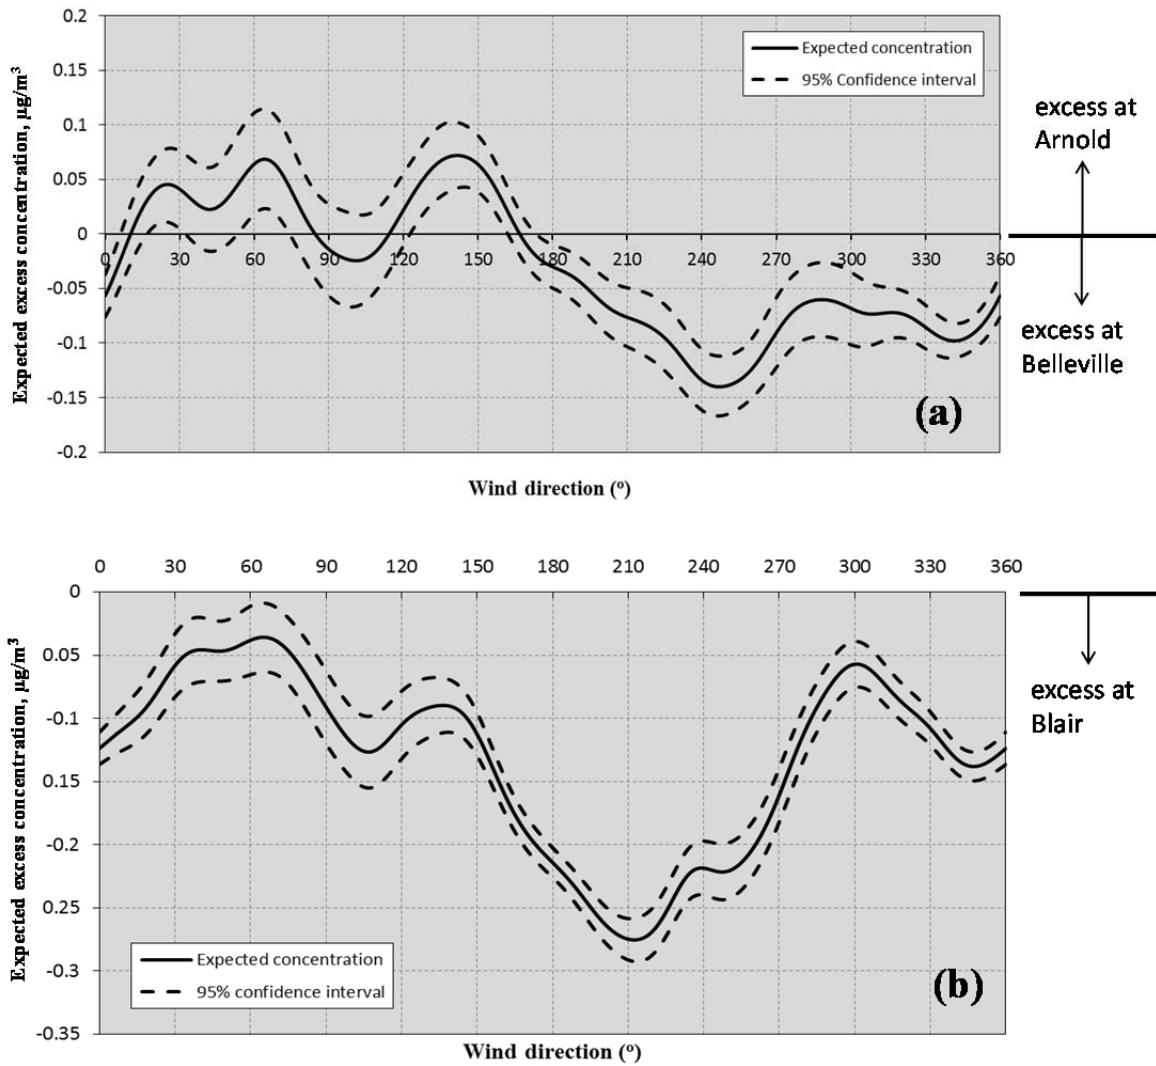 0.2
0.15
0.1
0.05
0
-0.05
-0.1
-0.15
-0.2
Expected excess concentration, µg/m³
Expected concentration
95% Confidence interval
0 30 60 90 120 150 180 210 240 270 300 330 360
(a)
Wind direction (º)
excess at
Arnold
excess at
Belleville
0 30 60 90 120 150 180 210 240 270 300 330 360
0
0.05
-0.1
0.15
-0.2
0.25
-0.3
-0.35
Expected excess concentration, µg/m³
Expected concentration
95% confidence interval
(b)
Wind direction (º)
excess at
Blair